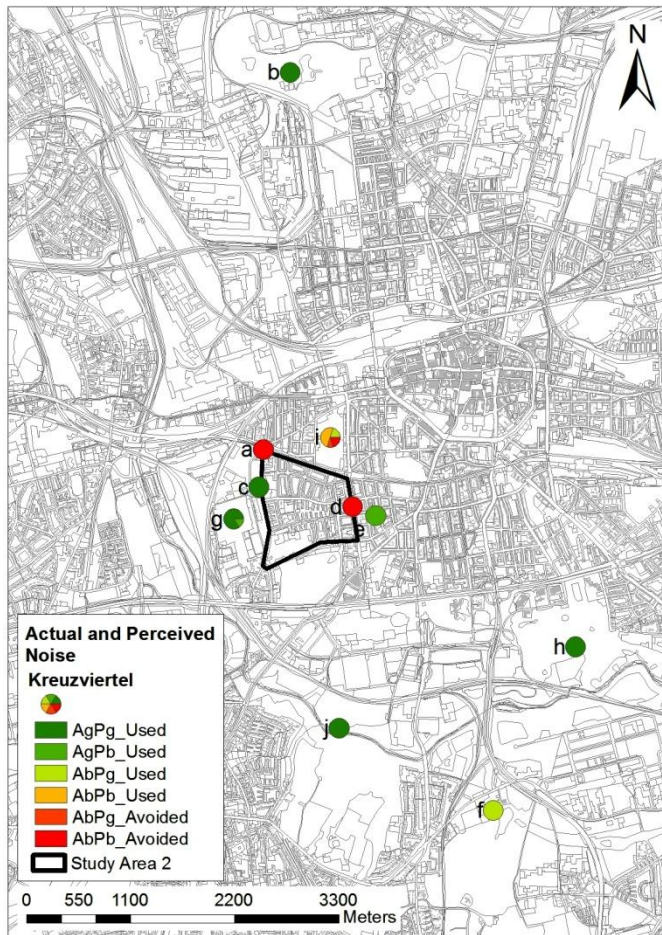 N
b
i
a
c
d
g
e
h
j
f
Actual and Perceived
Noise
Kreuzviertel
AgPg_Used
AgPb_Used
AbPg_Used
AbPb_Used
AbPg_Avoided
AbPb_Avoided
Study Area 2
0 550 1100 2200 3300
Meters